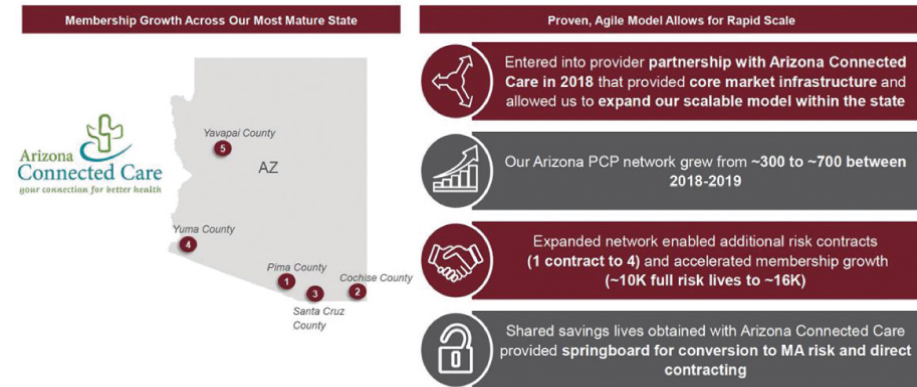 Membership Growth Across Our Most Mature State
Arizona
Connected Care
your connection for better health
Yavapai County
5
AZ
Yuma County
4
Pima County
1
Cochise County
2
3
Santa Cruz
County
Proven, Agile Model Allows for Rapid Scale
Entered into provider partnership with Arizona Connected
Care in 2018 that provided core market infrastructure and
allowed us to expand our scalable model within the state
Our Arizona PCP network grew from ~300 to ~700 between
2018-2019
Expanded network enabled additional risk contracts
(1 contract to 4) and accelerated membership growth
(~10K full risk lives to ~16K)
Shared savings lives obtained with Arizona Connected Care
provided springboard for conversion to MA risk and direct
contracting